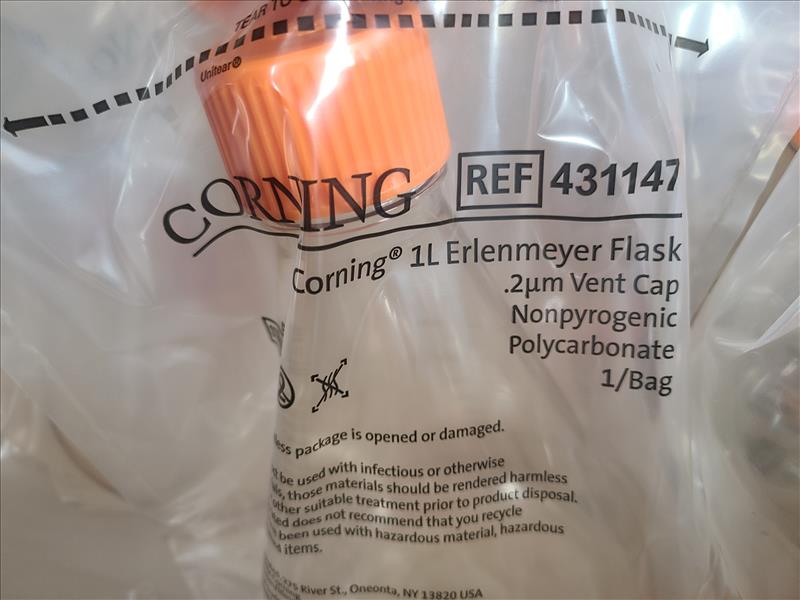 TEAR TO
Unitear®
CORNING
REF 431147
Corning® 1L Erlenmeyer Flask
.2µm Vent Cap
Nonpyrogenic
Polycarbonate
1/Bag
package is opened or damaged.
be used with infectious or otherwise
those materials should be rendered harmless
other suitable treatment prior to product disposal.
does not recommend that you recycle
been used with hazardous material, hazardous
items.
River St., Oneonta, NY 13820 USA